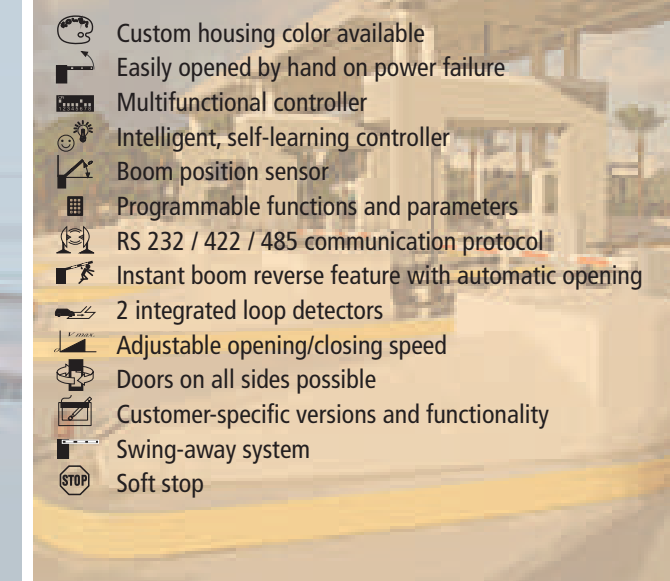 Custom housing color available
Easily opened by hand on power failure
Multifunctional controller
Intelligent, self-learning controller
Boom position sensor
Programmable functions and parameters
RS 232 / 422 / 485 communication protocol
Instant boom reverse feature with automatic opening
2 integrated loop detectors
V max.
Adjustable opening/closing speed
Doors on all sides possible
Customer-specific versions and functionality
Swing-away system
STOP
Soft stop